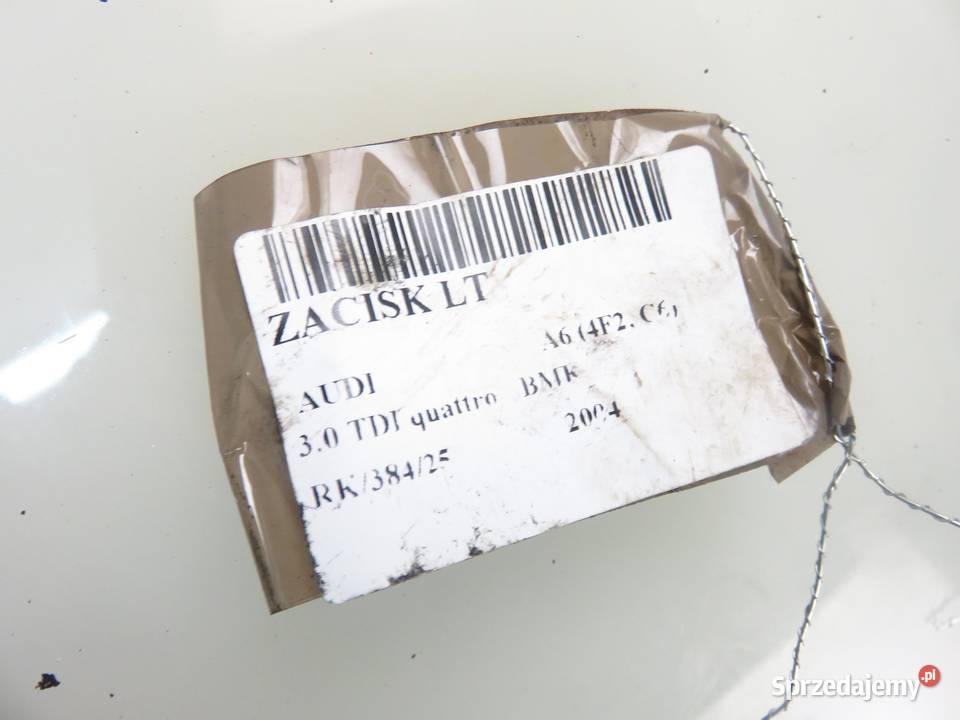 ZACISK LT
AUDI A6 (4F2, C6)
3.0 TDI quattro BMK
RK/384/25 2004
Sprzedajemy.pl